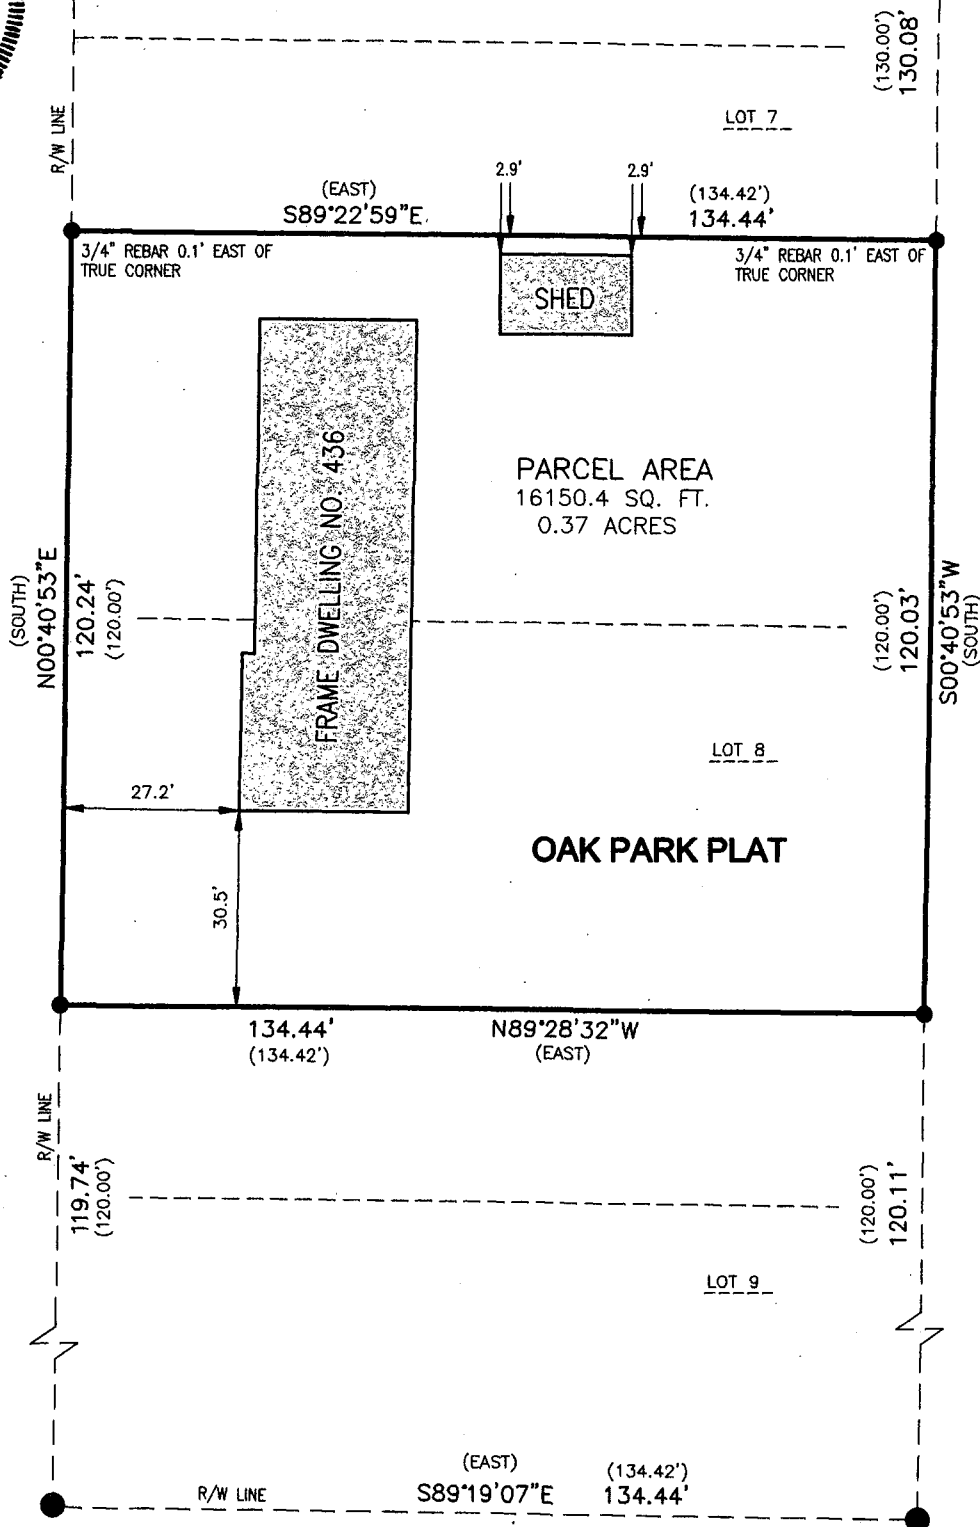 (130.00')
130.08'
LOT 7
R/W LINE
2.9'
2.9'
(EAST)
S89°22'59"E
(134.42')
134.44'
3/4" REBAR 0.1' EAST OF
TRUE CORNER
3/4" REBAR 0.1' EAST OF
TRUE CORNER
SHED
FRAME DWELLING NO. 436
PARCEL AREA
16150.4 SQ. FT.
0.37 ACRES
(SOUTH)
N00°40'53"E
120.24'
(120.00')
(120.00')
120.03'
S00°40'53"W
(SOUTH)
LOT 8
27.2'
OAK PARK PLAT
30.5'
134.44'
(134.42')
N89°28'32"W
(EAST)
R/W LINE
119.74'
(120.00')
(120.00')
120.11'
LOT 9
R/W LINE
(EAST)
S89°19'07"E
(134.42')
134.44'